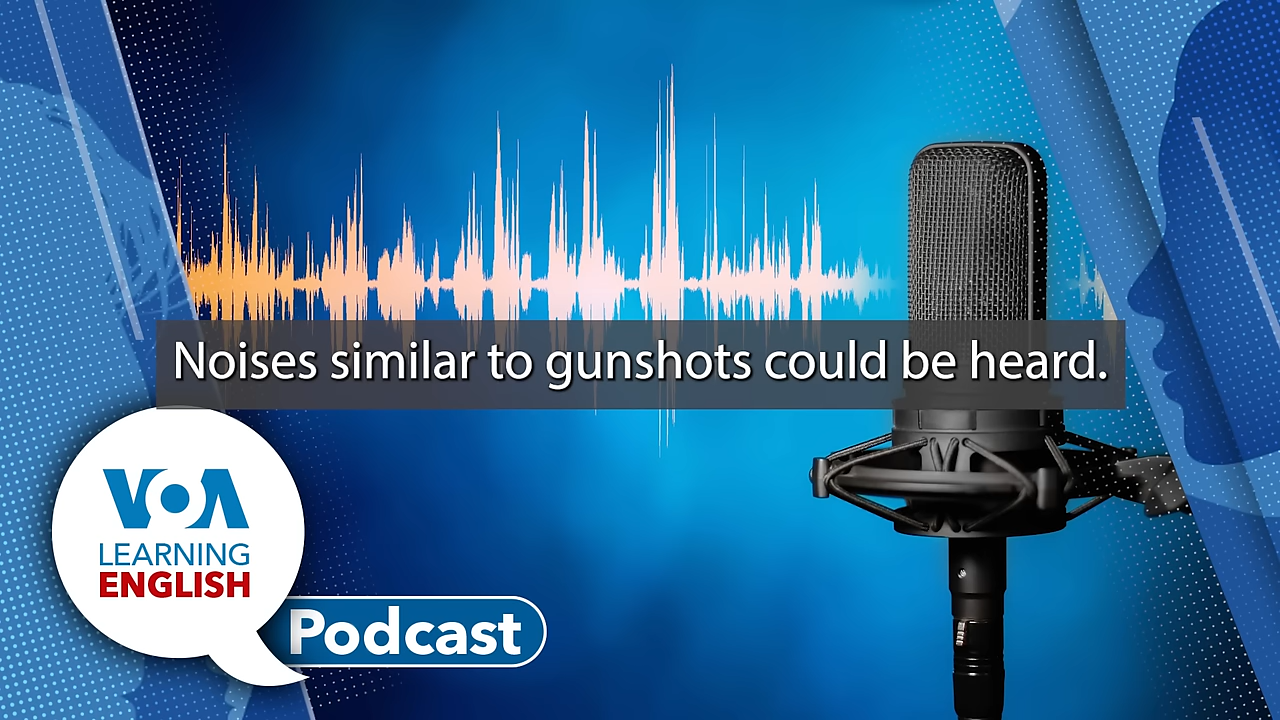 Noises similar to gunshots could be heard.
VOA
LEARNING
ENGLISH
Podcast